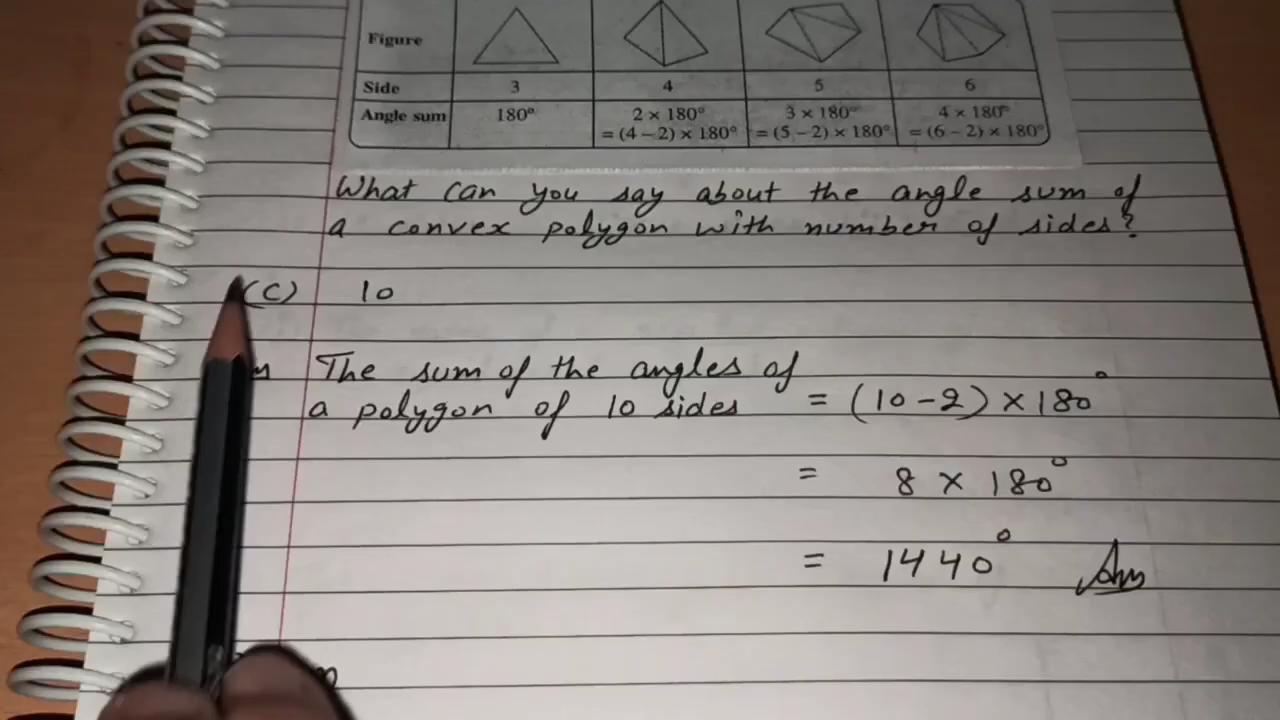 Figure
Side 3 4 5 6
Angle sum 180° 2 × 180° 3 × 180° 4 × 180°
= (4 – 2) × 180° = (5 – 2) × 180° = (6 – 2) × 180°
What can you say about the angle sum of
a convex polygon with number of sides?
(C) 10
The sum of the angles of
a polygon of 10 sides = (10 - 2) × 180°
= 8 × 180°
= 1440° Ans